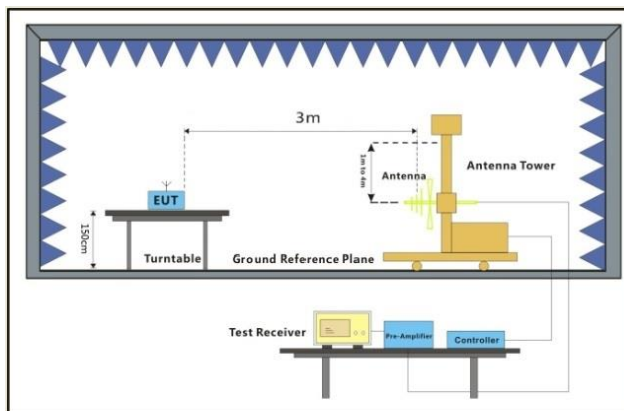 3m
1m to 4m
Antenna
Antenna Tower
EUT
150cm
Turntable
Ground Reference Plane
Test Receiver
Pre-Amplifier
Controller